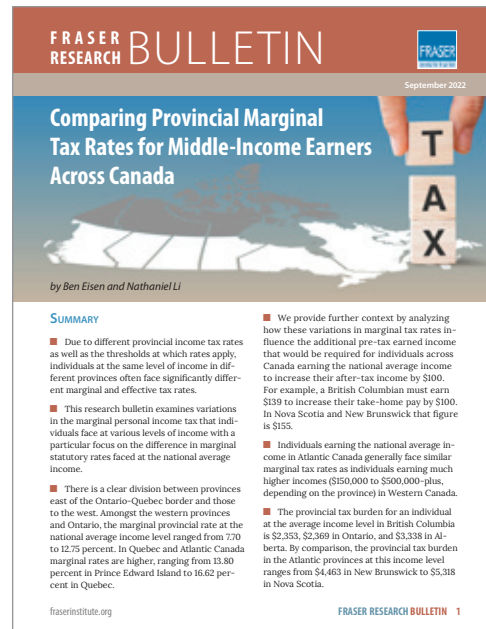 FRASER
RESEARCH BULLETIN
FRASER
September 2022
Comparing Provincial Marginal
Tax Rates for Middle-Income Earners
Across Canada
T
A
X
by Ben Eisen and Nathaniel Li
SUMMARY
■ Due to different provincial income tax rates
as well as the thresholds at which rates apply,
individuals at the same level of income in dif-
ferent provinces often face significantly differ-
ent marginal and effective tax rates.
■ This research bulletin examines variations
in the marginal personal income tax that indi-
viduals face at various levels of income with a
particular focus on the difference in marginal
statutory rates faced at the national average
income.
■ There is a clear division between provinces
east of the Ontario-Quebec border and those
to the west. Amongst the western provinces
and Ontario, the marginal provincial rate at the
national average income level ranged from 7.70
to 12.75 percent. In Quebec and Atlantic Canada
marginal rates are higher, ranging from 13.80
percent in Prince Edward Island to 16.62 per-
cent in Quebec.
■ We provide further context by analyzing
how these variations in marginal tax rates in-
fluence the additional pre-tax earned income
that would be required for individuals across
Canada earning the national average income
to increase their after-tax income by $100.
For example, a British Columbian must earn
$139 to increase their take-home pay by $100.
In Nova Scotia and New Brunswick that figure
is $155.
■ Individuals earning the national average in-
come in Atlantic Canada generally face similar
marginal tax rates as individuals earning much
higher incomes ($150,000 to $500,000-plus,
depending on the province) in Western Canada.
■ The provincial tax burden for an individual
at the average income level in British Columbia
is $2,353, $2,369 in Ontario, and $3,338 in Al-
berta. By comparison, the provincial tax burden
in the Atlantic provinces at this income level
ranges from $4,463 in New Brunswick to $5,318
in Nova Scotia.
fraserinstitute.org
FRASER RESEARCH BULLETIN 1